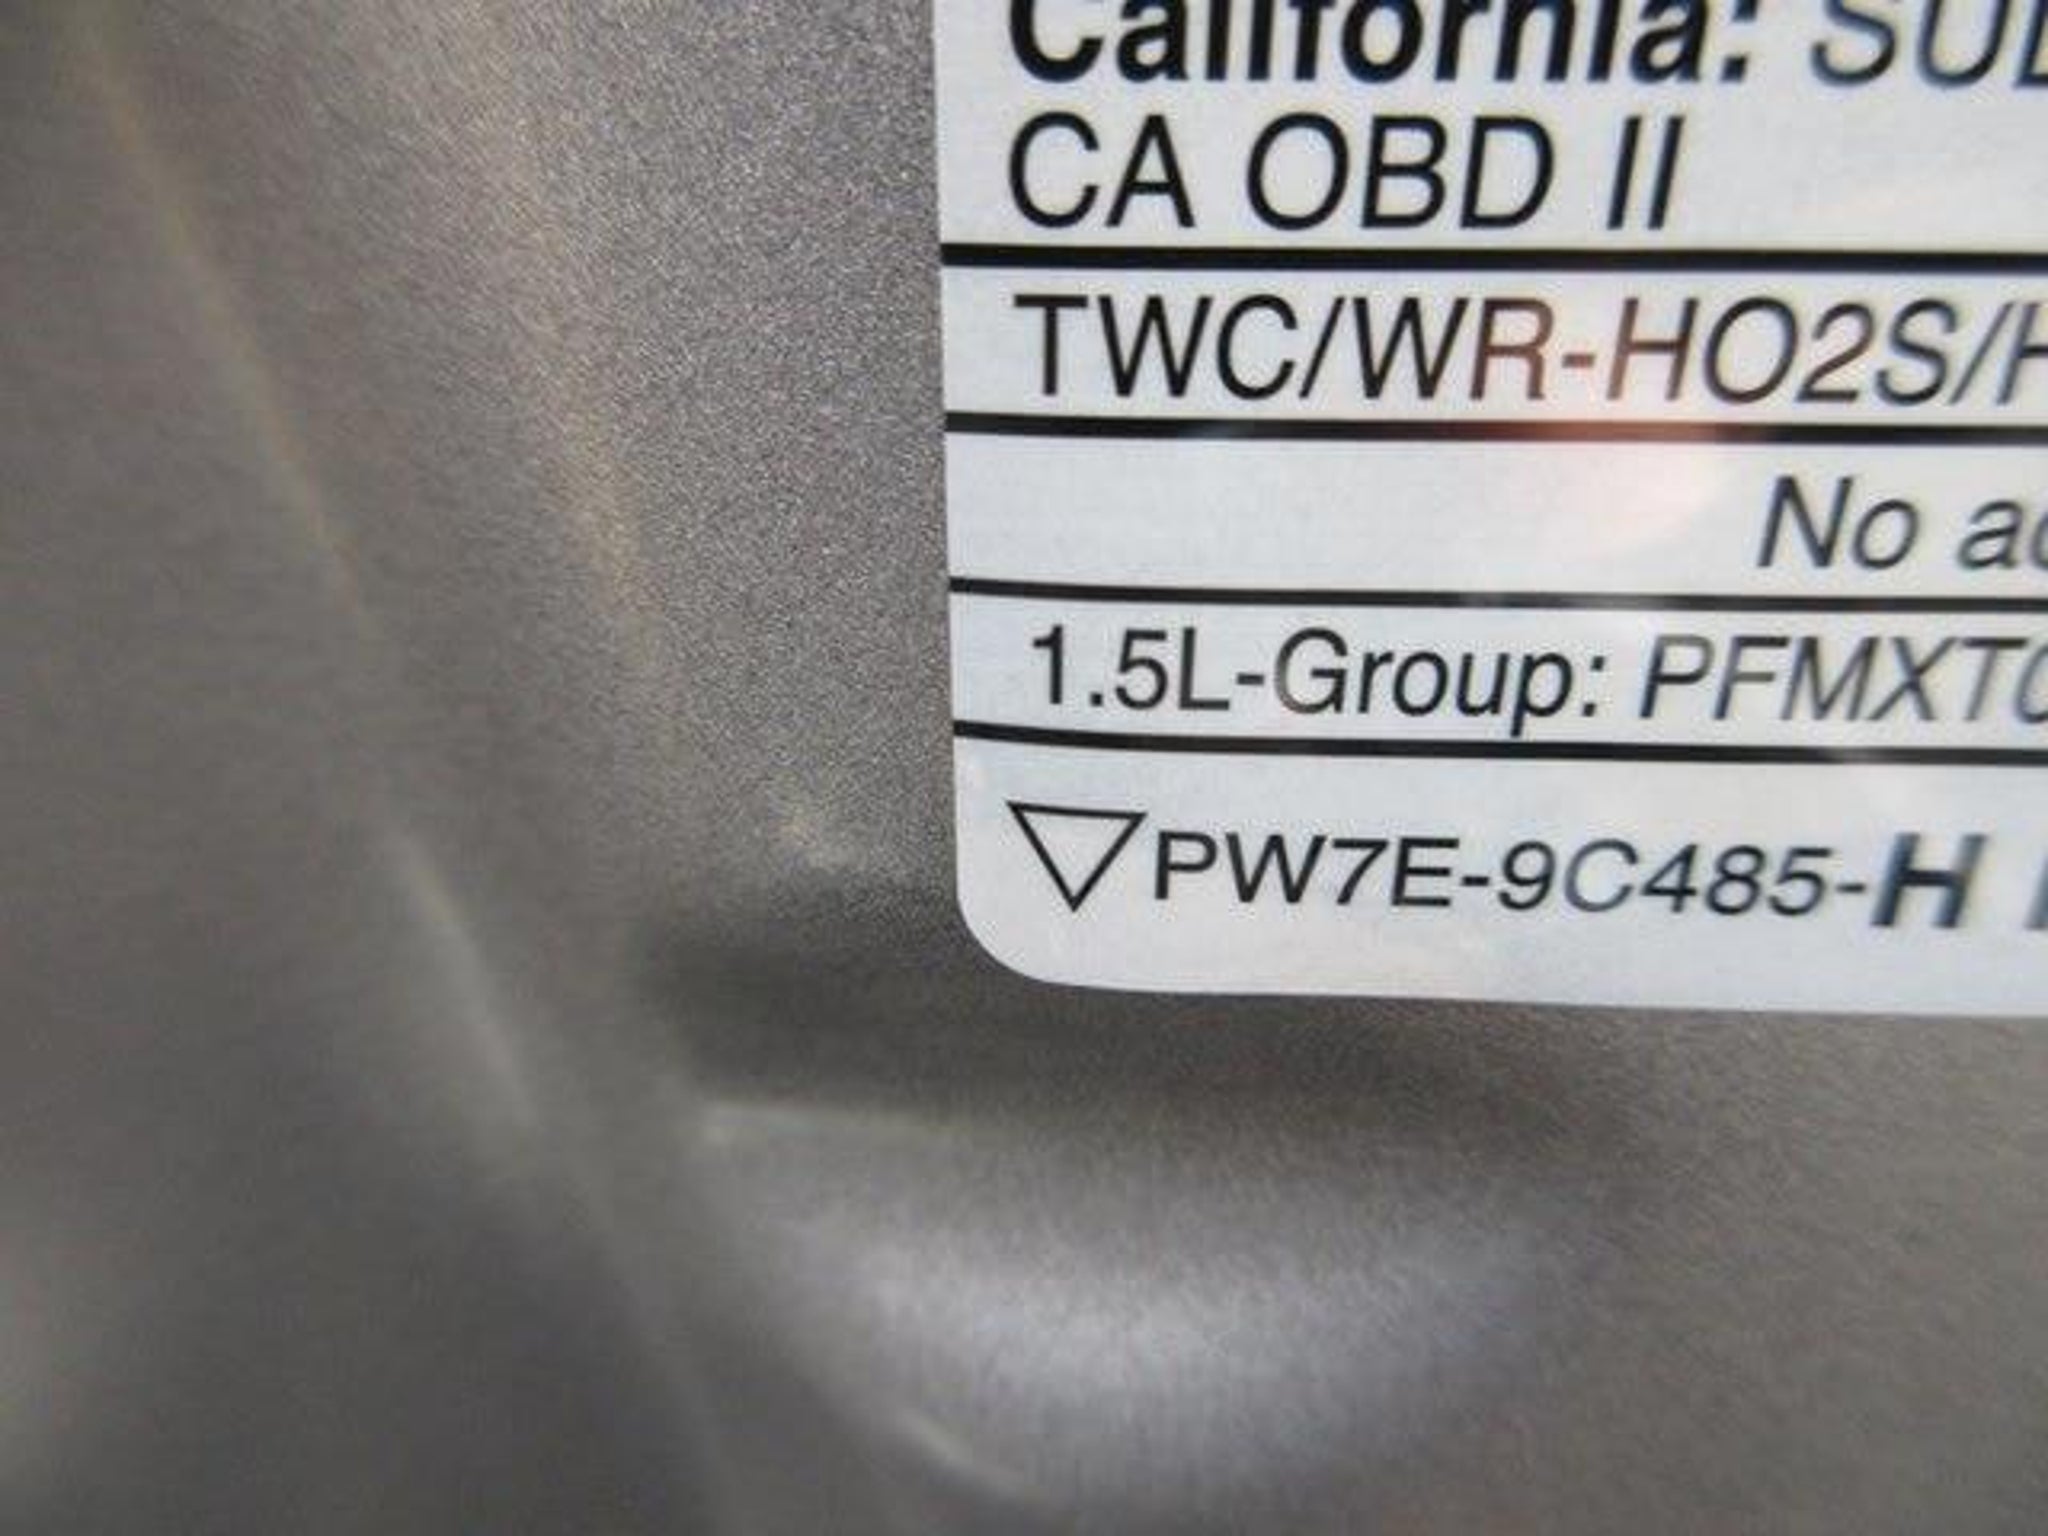 California:
CA OBD II
TWC/WR-HO2S/
No
1.5L-Group:
PW7E-9C485-H